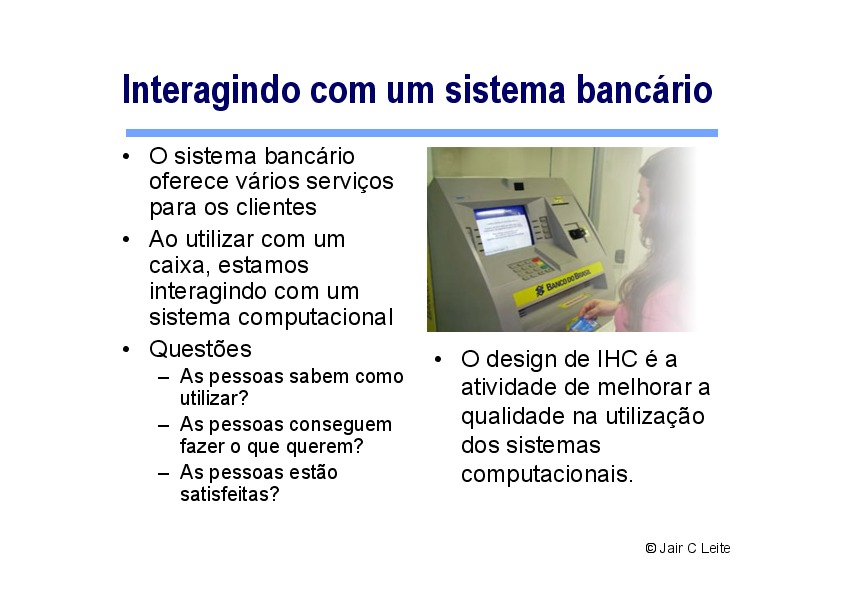 Interagindo com um sistema bancário
• O sistema bancário
oferece vários serviços
para os clientes
• Ao utilizar com um
caixa, estamos
interagindo com um
sistema computacional
• Questões
– As pessoas sabem como
utilizar?
– As pessoas conseguem
fazer o que querem?
– As pessoas estão
satisfeitas?
BANCO DO BRASIL
• O design de IHC é a
atividade de melhorar a
qualidade na utilização
dos sistemas
computacionais.
© Jair C Leite